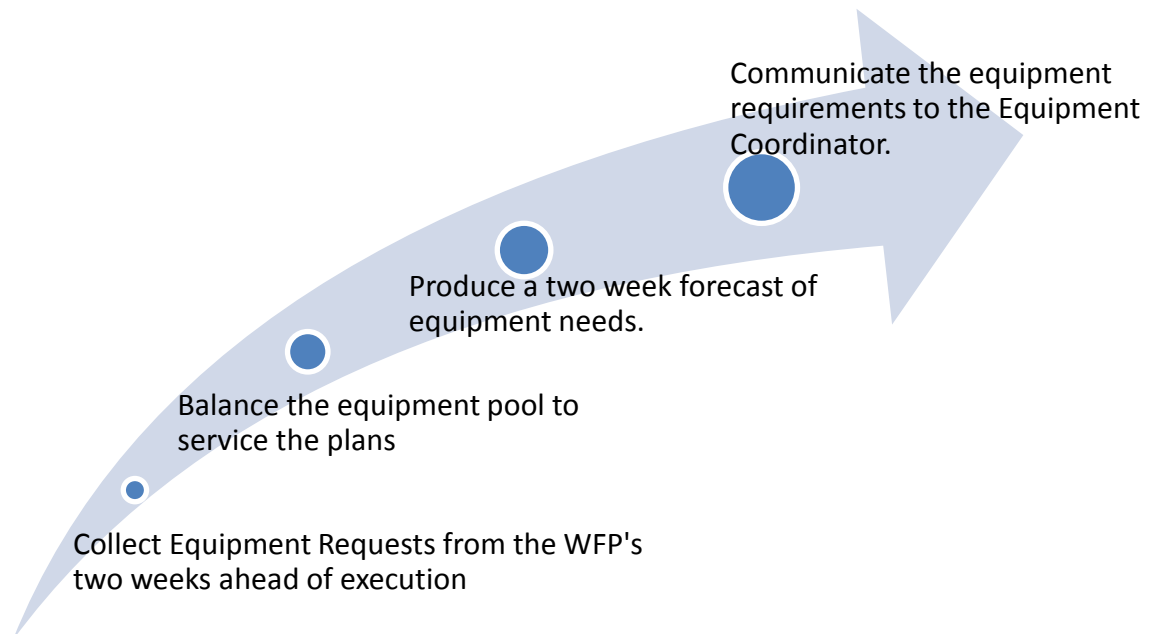 Communicate the equipment
requirements to the Equipment
Coordinator.
Produce a two week forecast of
equipment needs.
Balance the equipment pool to
service the plans
Collect Equipment Requests from the WFP's
two weeks ahead of execution